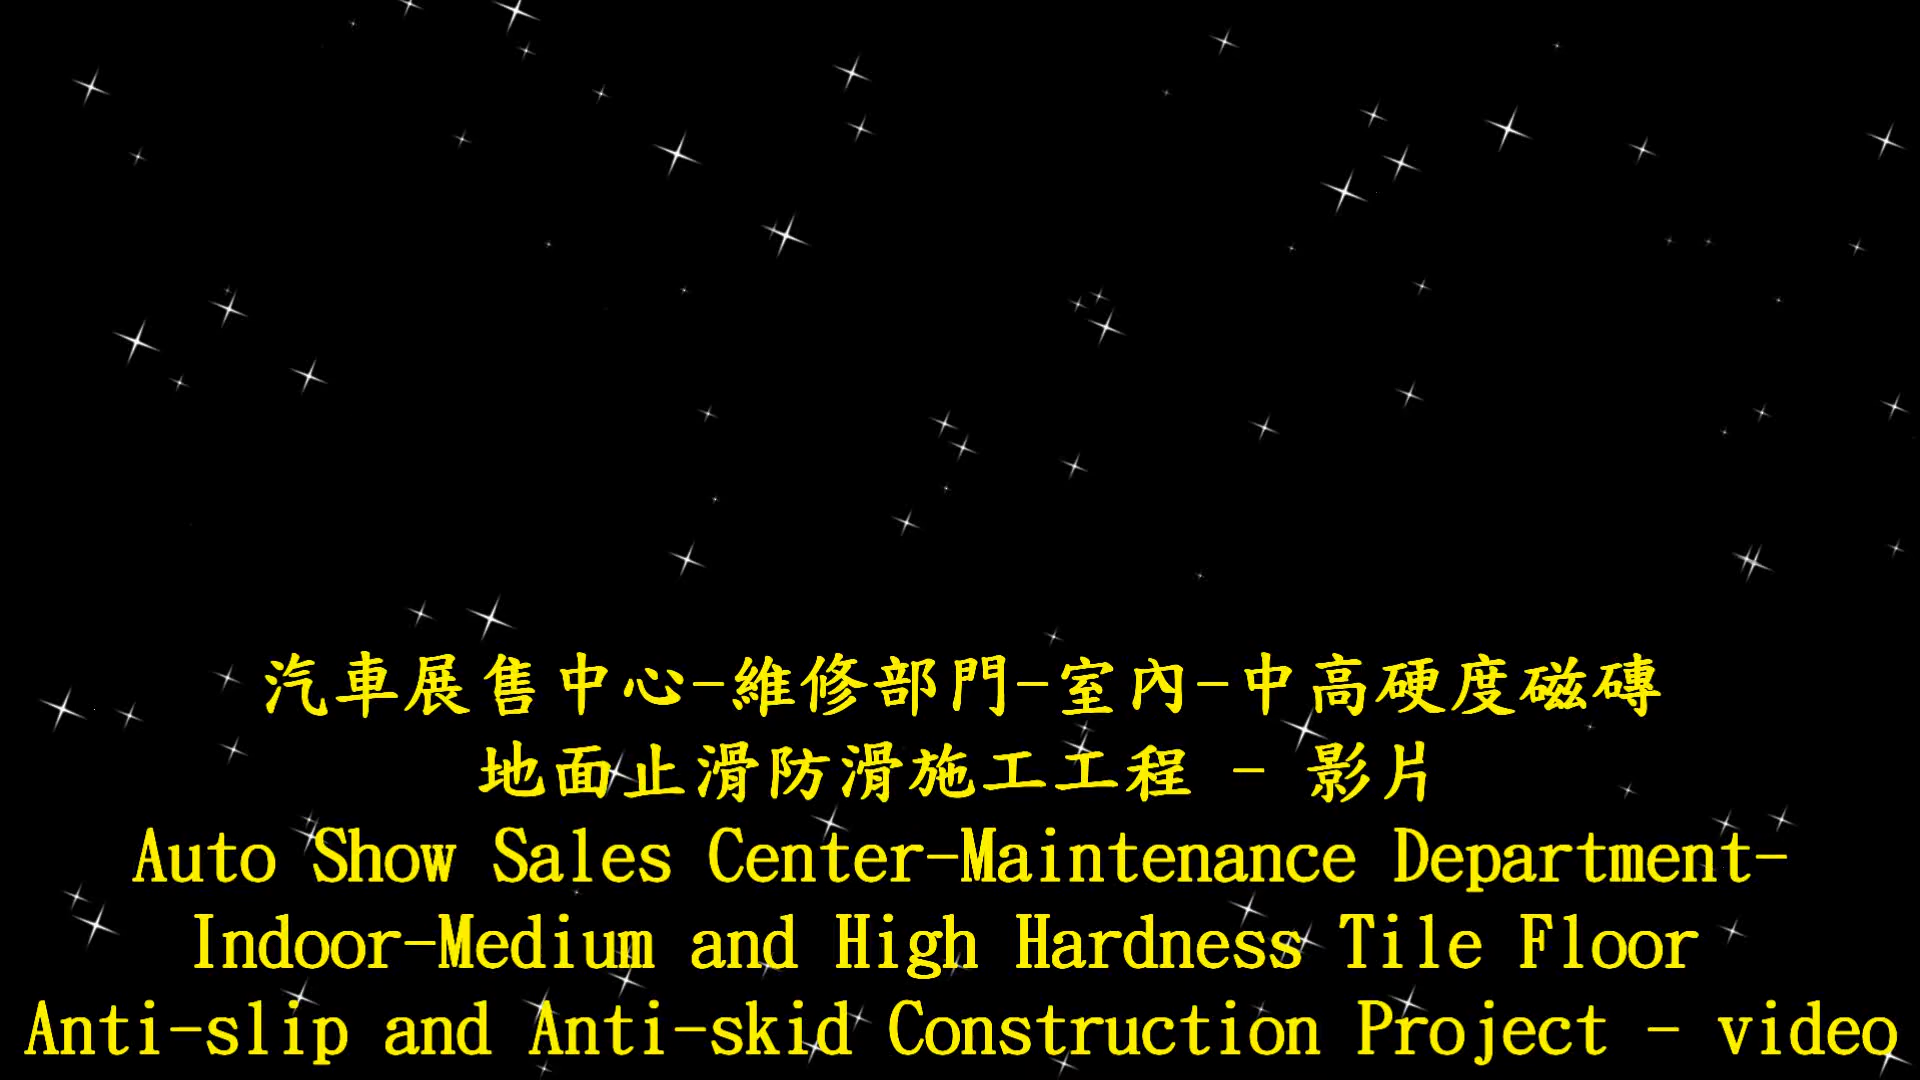 汽車展售中心-維修部門-室內-中高硬度磁磚
地面止滑防滑施工工程 - 影片
Auto Show Sales Center-Maintenance Department-
Indoor-Medium and High Hardness Tile Floor
Anti-slip and Anti-skid Construction Project - video